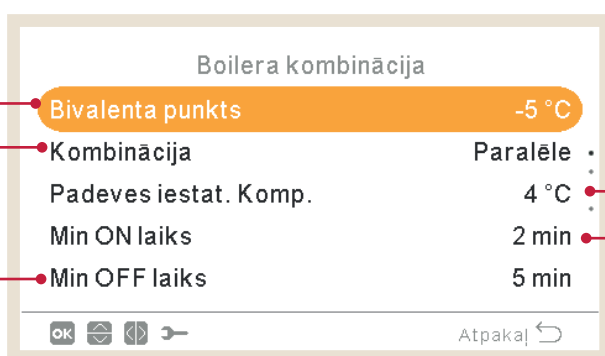 Boilera kombinācija
Bivalenta punkts -5 °C
Kombinācija Paralēle
Padeves iestat. Komp. 4 °C
Min ON laiks 2 min
Min OFF laiks 5 min
OK Atpakaļ